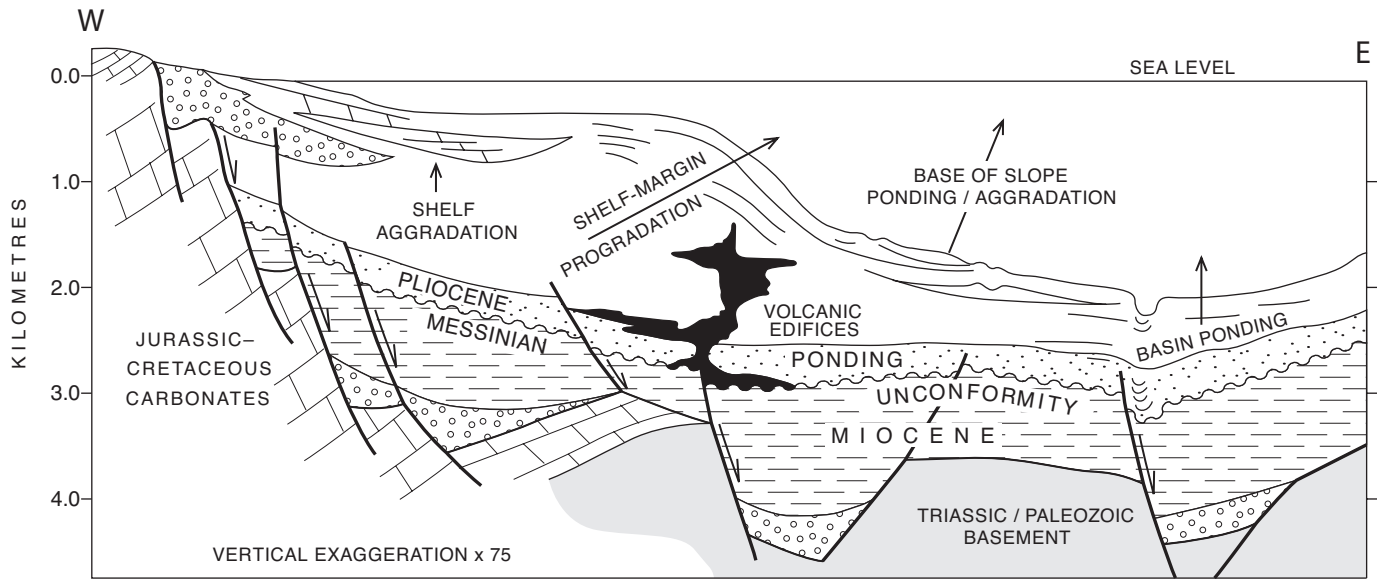 W
E
SEA LEVEL
0.0
1.0
2.0
3.0
4.0
KILOMETRES
SHELF
AGGRADATION
SHELF-MARGIN
PROGRADATION
BASE OF SLOPE
PONDING / AGGRADATION
PLIOCENE
MESSINIAN
VOLCANIC
EDIFICES
BASIN PONDING
PONDING
UNCONFORMITY
MIOCENE
JURASSIC–
CRETACEOUS
CARBONATES
TRIASSIC / PALEOZOIC
BASEMENT
VERTICAL EXAGGERATION x 75